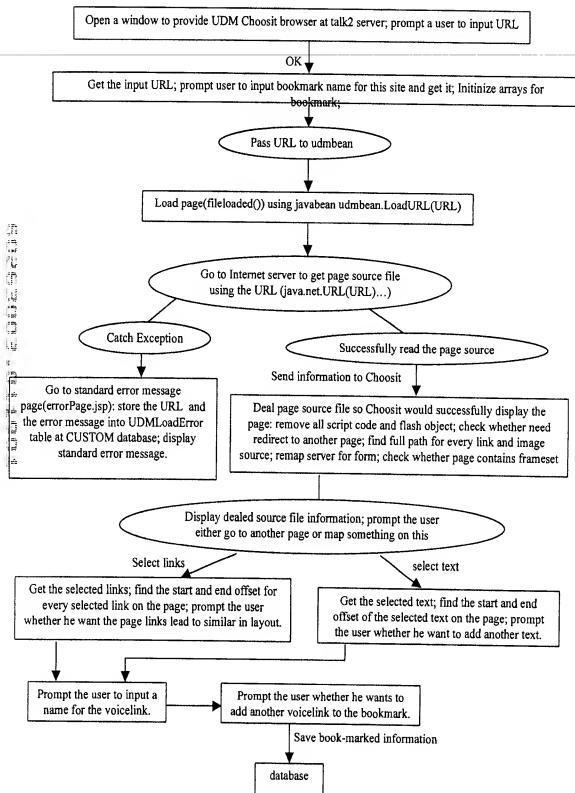 Open a window to provide UDM Choosit browser at talk2 server; prompt a user to input URL
OK
Get the input URL; prompt user to input bookmark name for this site and get it; Initinize arrays for
bookmark;
Pass URL to udmbean
Load page(fileloaded()) using javabean udmbean.LoadURL(URL)
Go to Internet server to get page source file
using the URL (java.net.URL(URL)...)
Catch Exception
Successfully read the page source
Go to standard error message
page(errorPage.jsp): store the URL and
the error message into UDMLoadError
table at CUSTOM database; display
standard error message.
Send information to Choosit
Deal page source file so Choosit would successfully display the
page: remove all script code and flash object; check whether need
redirect to another page; find full path for every link and image
source; remap server for form; check whether page contains frameset
Display dealed source file information; prompt the user
either go to another page or map something on this
Select links
select text
Get the selected links; find the start and end offset for
every selected link on the page; prompt the user
whether he want the page links lead to similar in layout.
Get the selected text; find the start and end
offset of the selected text on the page; prompt
the user whether he want to add another text.
Prompt the user to input a
name for the voicelink.
Prompt the user whether he wants to
add another voicelink to the bookmark.
Save book-marked information
database